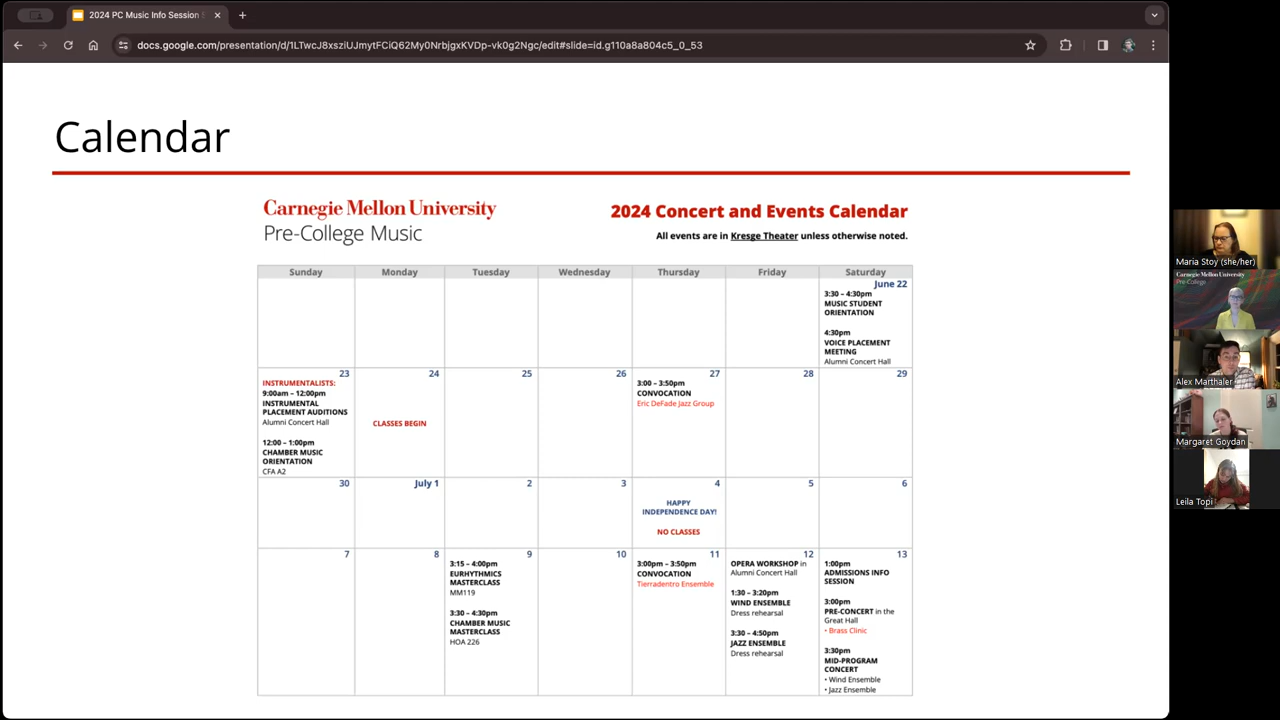 2024 PC Music Info Session
docs.google.com/presentation/d/1LTwcJ8xsziUJmytFCiQ62My0NrbjgxKVDp-vk0g2Ngc/edit#slide=id.g110a8a804c5_0_53
Calendar
Carnegie Mellon University
Pre-College Music
2024 Concert and Events Calendar
All events are in Kresge Theater unless otherwise noted.
Sunday Monday Tuesday Wednesday Thursday Friday Saturday
June 22
3:30 – 4:30pm
MUSIC STUDENT
ORIENTATION
4:30pm
VOICE PLACEMENT
MEETING
Alumni Concert Hall
23
INSTRUMENTALISTS:
9:00am – 12:00pm
INSTRUMENTAL
PLACEMENT AUDITIONS
Alumni Concert Hall
12:00 – 1:00pm
CHAMBER MUSIC
ORIENTATION
CFA A2
24
CLASSES BEGIN
25
26
27
3:00 – 3:50pm
CONVOCATION
Eric DeFade Jazz Group
28
29
30
July 1
2
3
4
HAPPY
INDEPENDENCE DAY!
NO CLASSES
5
6
7
8
9
3:15 – 4:00pm
EURHYTHMICS
MASTERCLASS
MM119
3:30 – 4:30pm
CHAMBER MUSIC
MASTERCLASS
HOA 226
10
11
3:00pm – 3:50pm
CONVOCATION
Tierradentro Ensemble
12
OPERA WORKSHOP in
Alumni Concert Hall
1:30 – 3:20pm
WIND ENSEMBLE
Dress rehearsal
3:30 – 4:50pm
JAZZ ENSEMBLE
Dress rehearsal
13
1:00pm
ADMISSIONS INFO
SESSION
3:00pm
PRE-CONCERT in the
Great Hall
• Brass Clinic
3:30pm
MID-PROGRAM
CONCERT
• Wind Ensemble
• Jazz Ensemble
Maria Stoy (she/her)
Carnegie Mellon University
Pre-College
Alex Marthaler
Margaret Goydan
Leila Topi